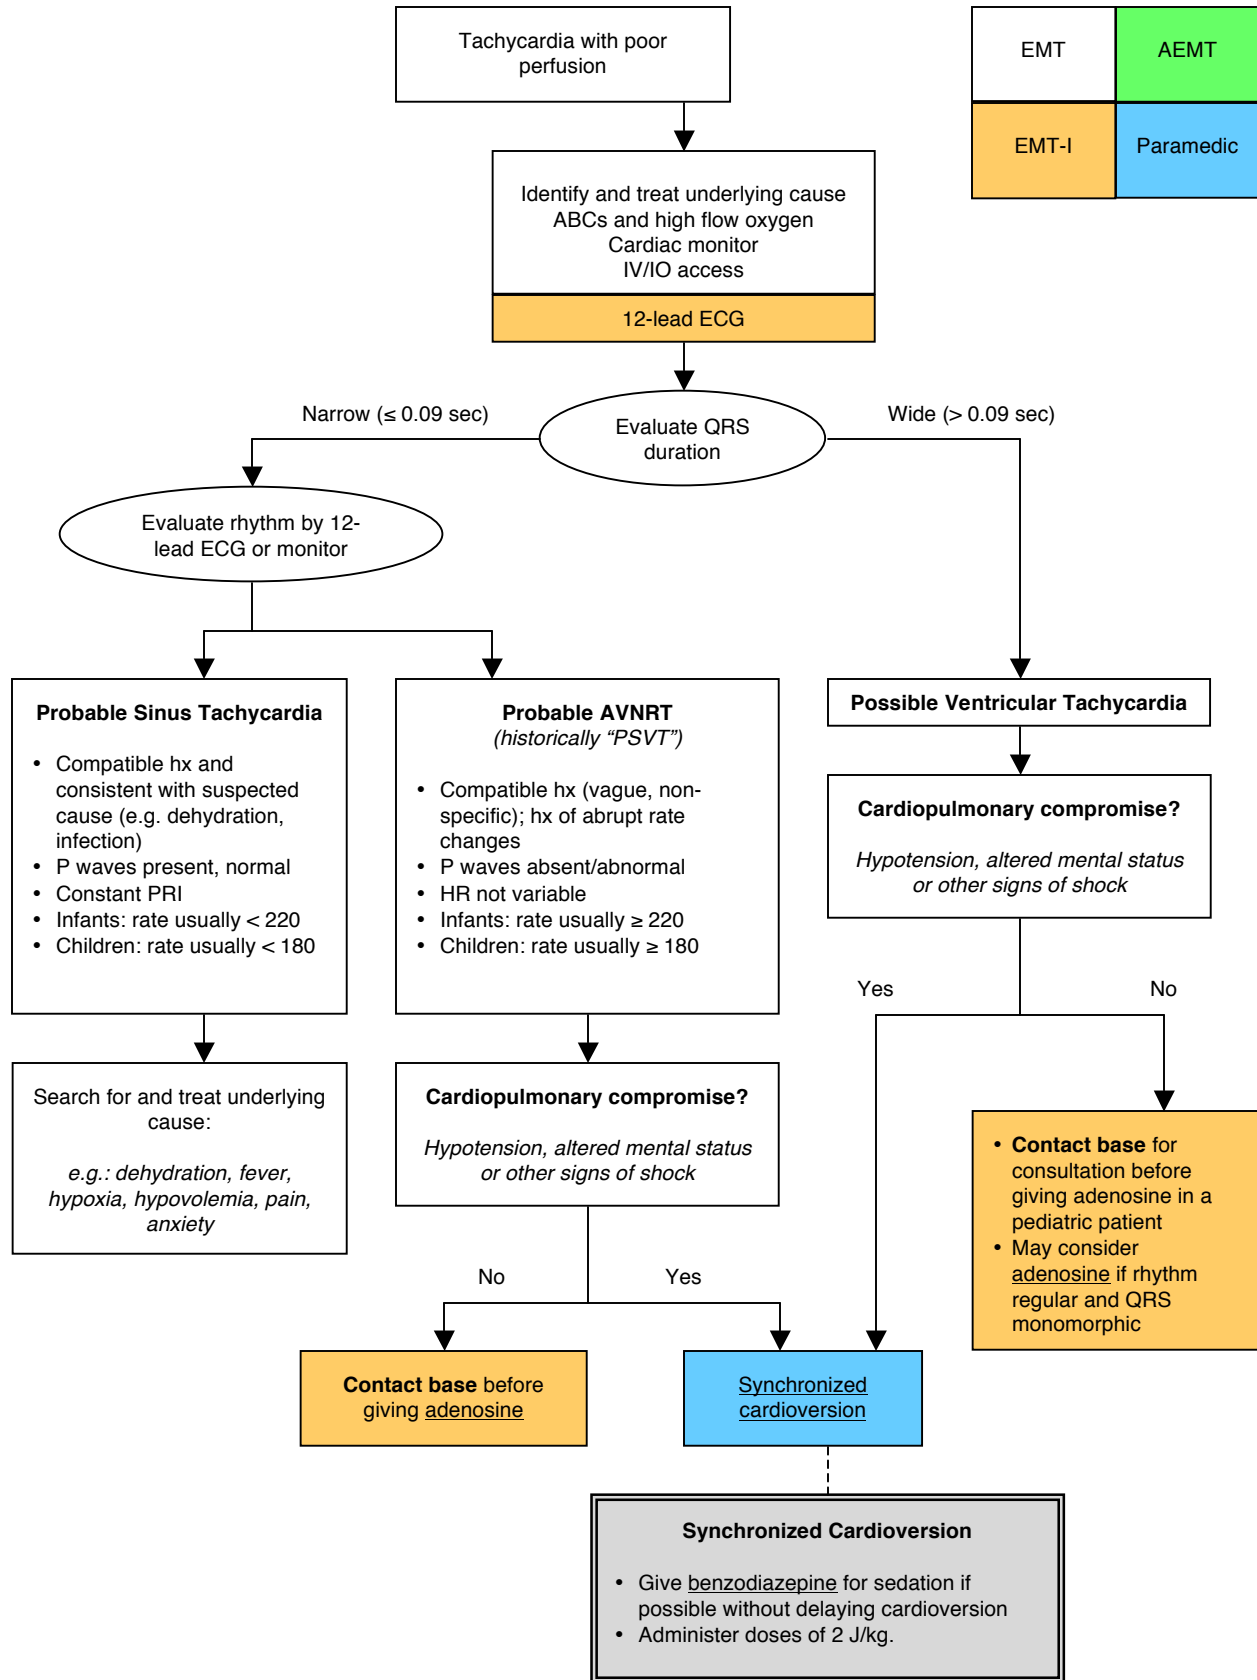 Tachycardia with poor
perfusion
EMT
AEMT
EMT-I
Paramedic
Identify and treat underlying cause
ABCs and high flow oxygen
Cardiac monitor
IV/IO access
12-lead ECG
Narrow (≤ 0.09 sec)
Evaluate QRS
duration
Wide (> 0.09 sec)
Evaluate rhythm by 12-
lead ECG or monitor
Probable Sinus Tachycardia
• Compatible hx and
consistent with suspected
cause (e.g. dehydration,
infection)
• P waves present, normal
• Constant PRI
• Infants: rate usually < 220
• Children: rate usually < 180
Probable AVNRT
(historically “PSVT”)
• Compatible hx (vague, non-
specific); hx of abrupt rate
changes
• P waves absent/abnormal
• HR not variable
• Infants: rate usually ≥ 220
• Children: rate usually ≥ 180
Possible Ventricular Tachycardia
Cardiopulmonary compromise?
Hypotension, altered mental status
or other signs of shock
Yes
No
Search for and treat underlying
cause:
e.g.: dehydration, fever,
hypoxia, hypovolemia, pain,
anxiety
Cardiopulmonary compromise?
Hypotension, altered mental status
or other signs of shock
No
Yes
• Contact base for
consultation before
giving adenosine in a
pediatric patient
• May consider
adenosine if rhythm
regular and QRS
monomorphic
Contact base before
giving adenosine
Synchronized
cardioversion
Synchronized Cardioversion
• Give benzodiazepine for sedation if
possible without delaying cardioversion
• Administer doses of 2 J/kg.